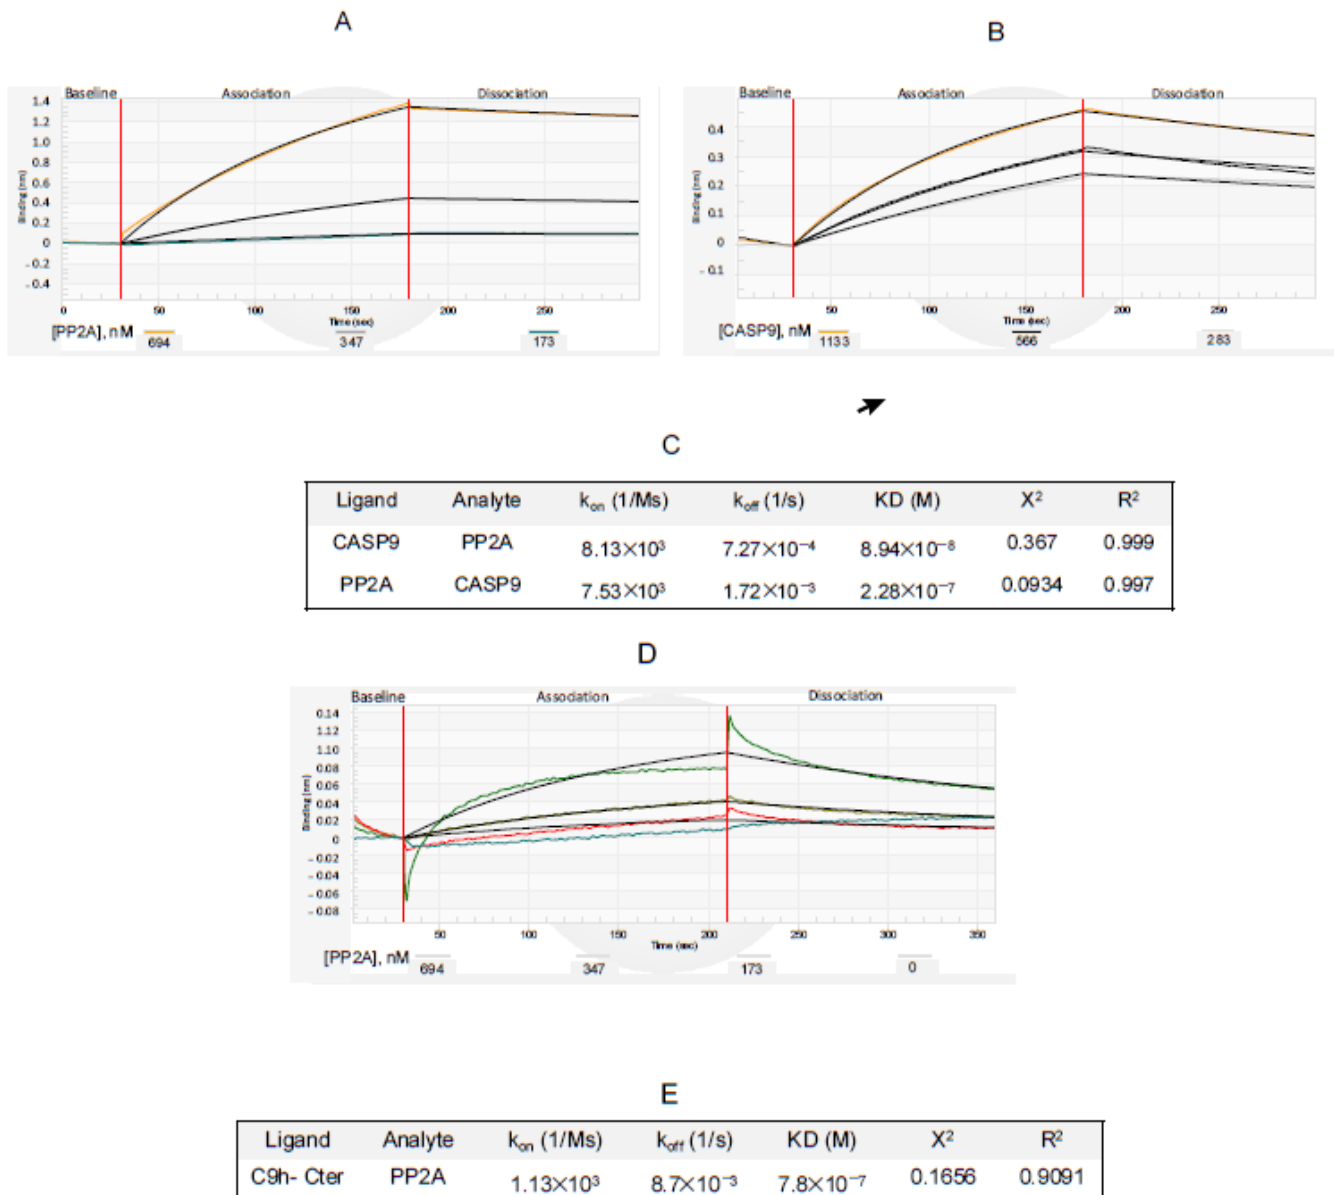 A
B
Baseline Association Dissociation
1.4
1.2
1.0
0.8
0.6
0.4
0.2
0
- 0.2
- 0.4
Binding (nm)
0 50 100 150 200 250
Time (sec)
[PP2A], nM 694 347 173
Baseline Association Dissociation
0.4
0.3
0.2
0.1
0
- 0.1
Binding (nm)
50 100 150 200 250
Time (sec)
[CASP9], nM 1133 566 283
C
Ligand Analyte kon (1/Ms) koff (1/s) KD (M) X² R²
CASP9 PP2A 8.13×10³ 7.27×10⁻⁴ 8.94×10⁻⁸ 0.367 0.999
PP2A CASP9 7.53×10³ 1.72×10⁻³ 2.28×10⁻⁷ 0.0934 0.997
D
Baseline Association Dissociation
0.14
1.12
1.10
0.08
0.06
0.04
0.02
0
- 0.02
- 0.04
- 0.06
- 0.08
Binding (nm)
50 100 150 200 250 300 350
Time (sec)
[PP2A], nM 694 347 173 0
E
Ligand Analyte kon (1/Ms) koff (1/s) KD (M) X² R²
C9h- Cter PP2A 1.13×10³ 8.7×10⁻³ 7.8×10⁻⁷ 0.1656 0.9091